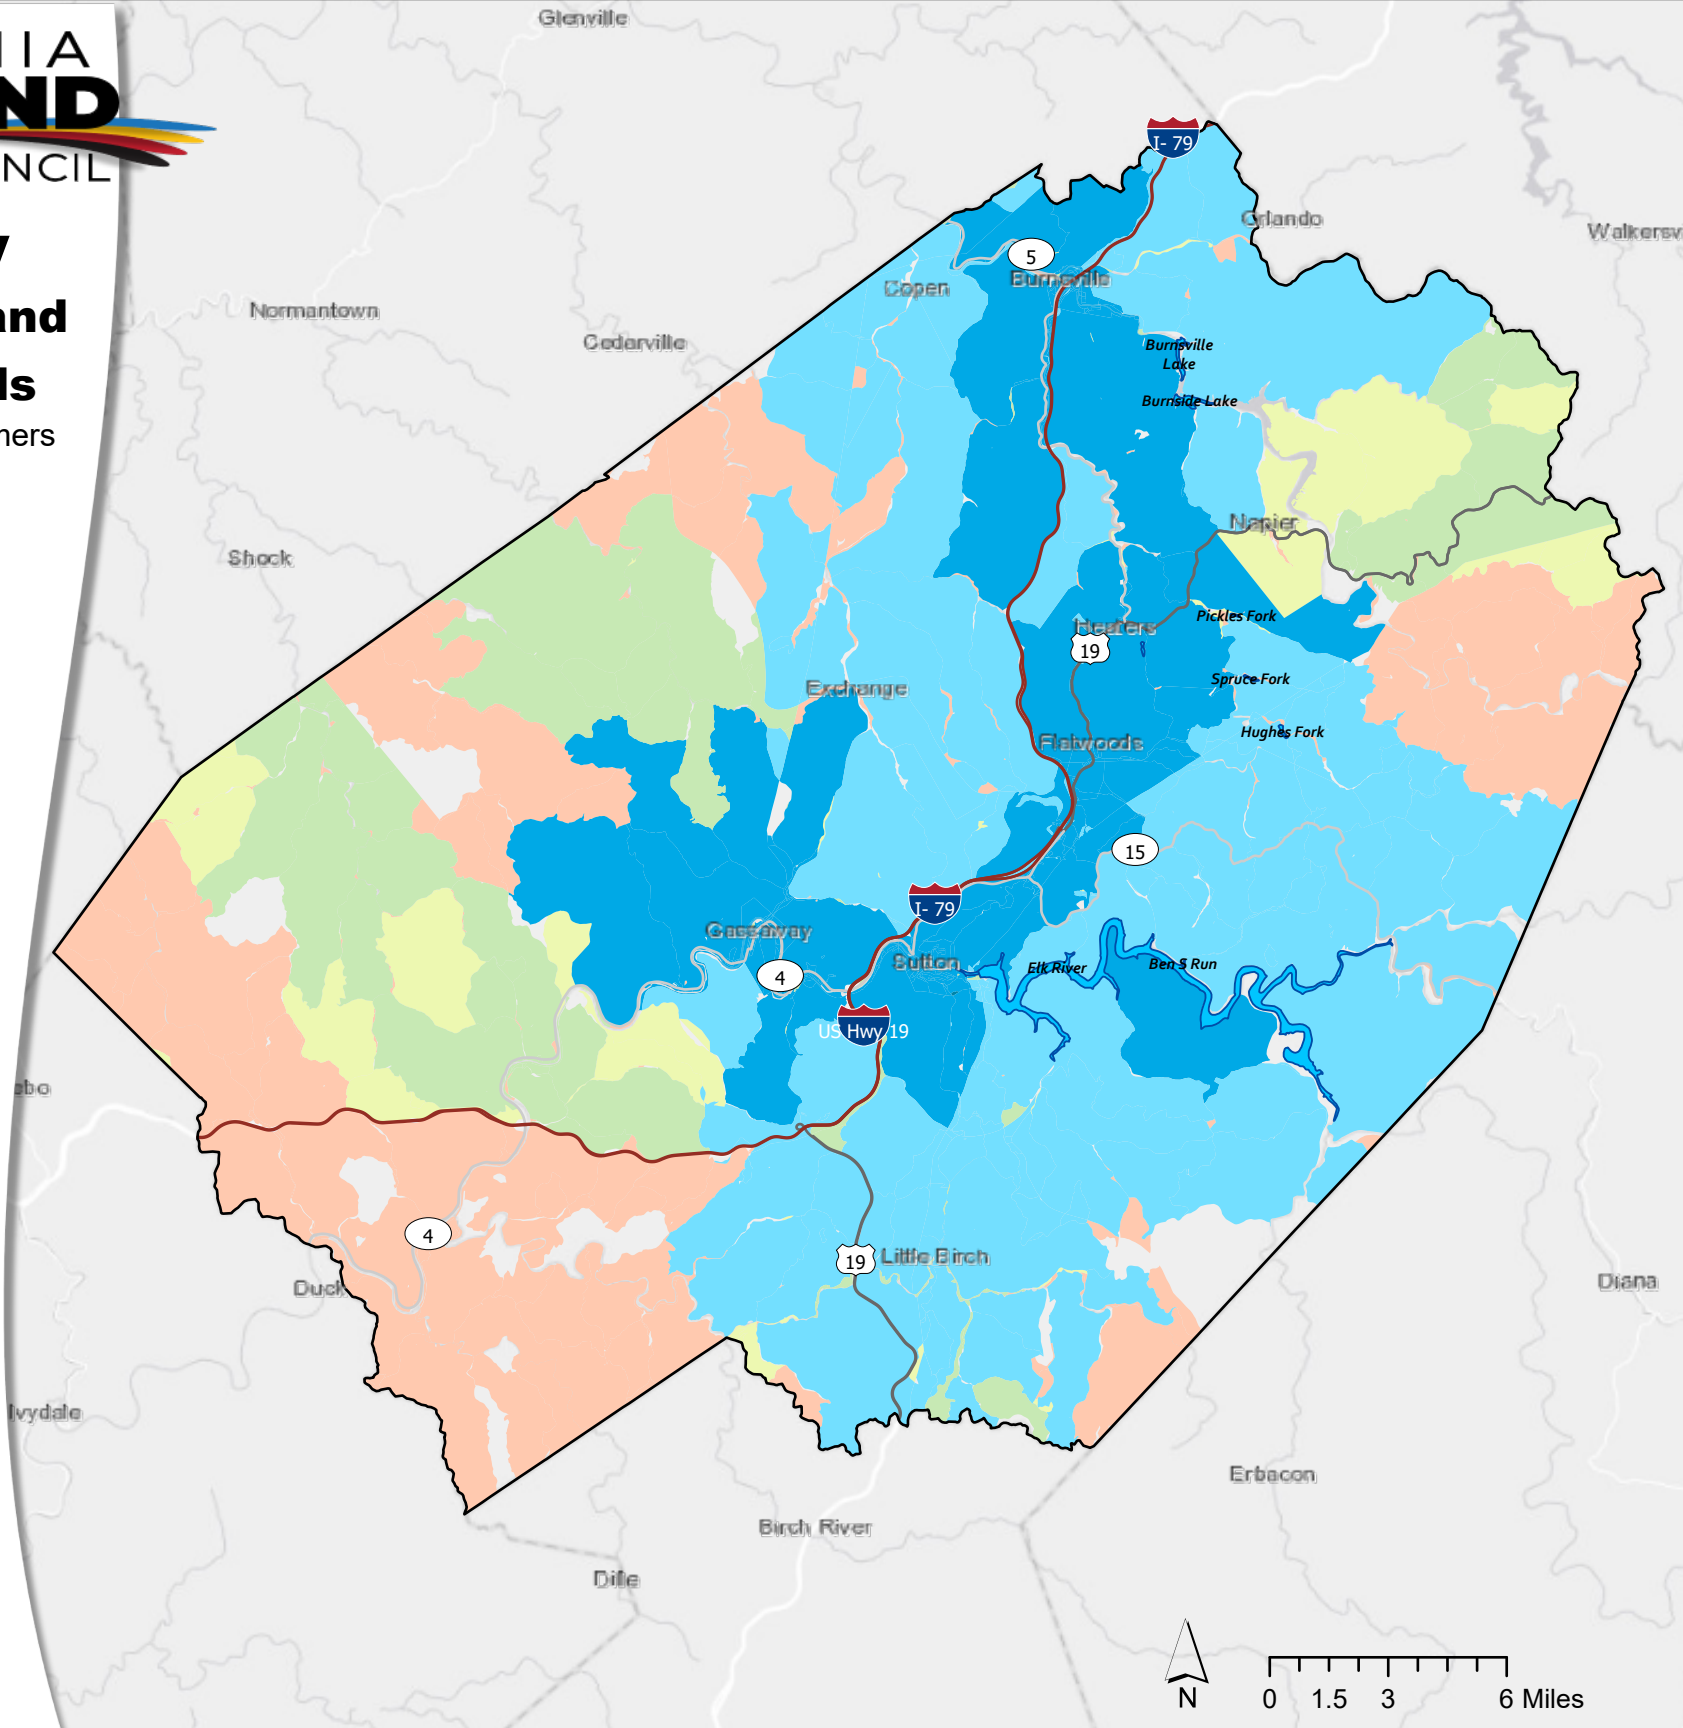 IIA
ND
NCIL
y
and
ls
ners
Glenville
I- 79
Orlando
Walkersv
5
Burnsville
Copen
Normantown
Cedarville
Burnsville
Lake
Burnside Lake
Napier
Shock
Pickles Fork
Heaters
19
Spruce Fork
Exchange
Hughes Fork
Flatwoods
15
I- 79
Gassaway
Sutton
Elk River
Ben S Run
4
US Hwy 19
ebo
4
19
Little Birch
Duck
Diana
Ivydale
Erbacon
Birch River
Dille
N
0 1.5 3 6 Miles